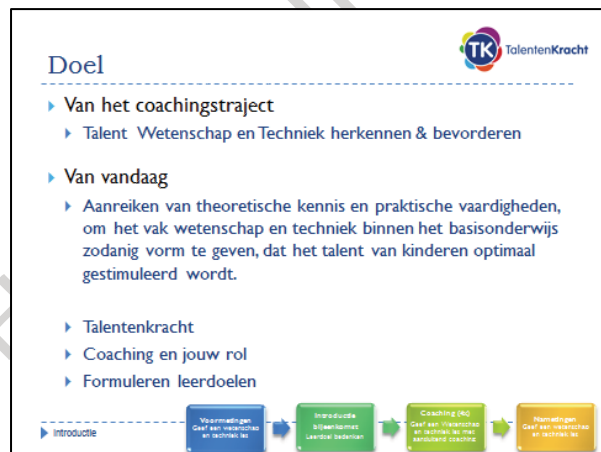 Doel
TK TalentenKracht
Van het coachingstraject
Talent Wetenschap en Techniek herkennen & bevorderen
Van vandaag
Aanreiken van theoretische kennis en praktische vaardigheden,
om het vak wetenschap en techniek binnen het basisonderwijs
zodanig vorm te geven, dat het talent van kinderen optimaal
gestimuleerd wordt.
Talentenkracht
Coaching en jouw rol
Formuleren leerdoelen
Introductie
Voormetingen
Geef een wetenschap
en techniek les
Introductie
bijeenkomst
Leerdoel bedenken
Coaching (4x)
Geef een Wetenschap
en techniek les met
aansluitend coaching
Nametingen
Geef een wetenschap
en techniek les